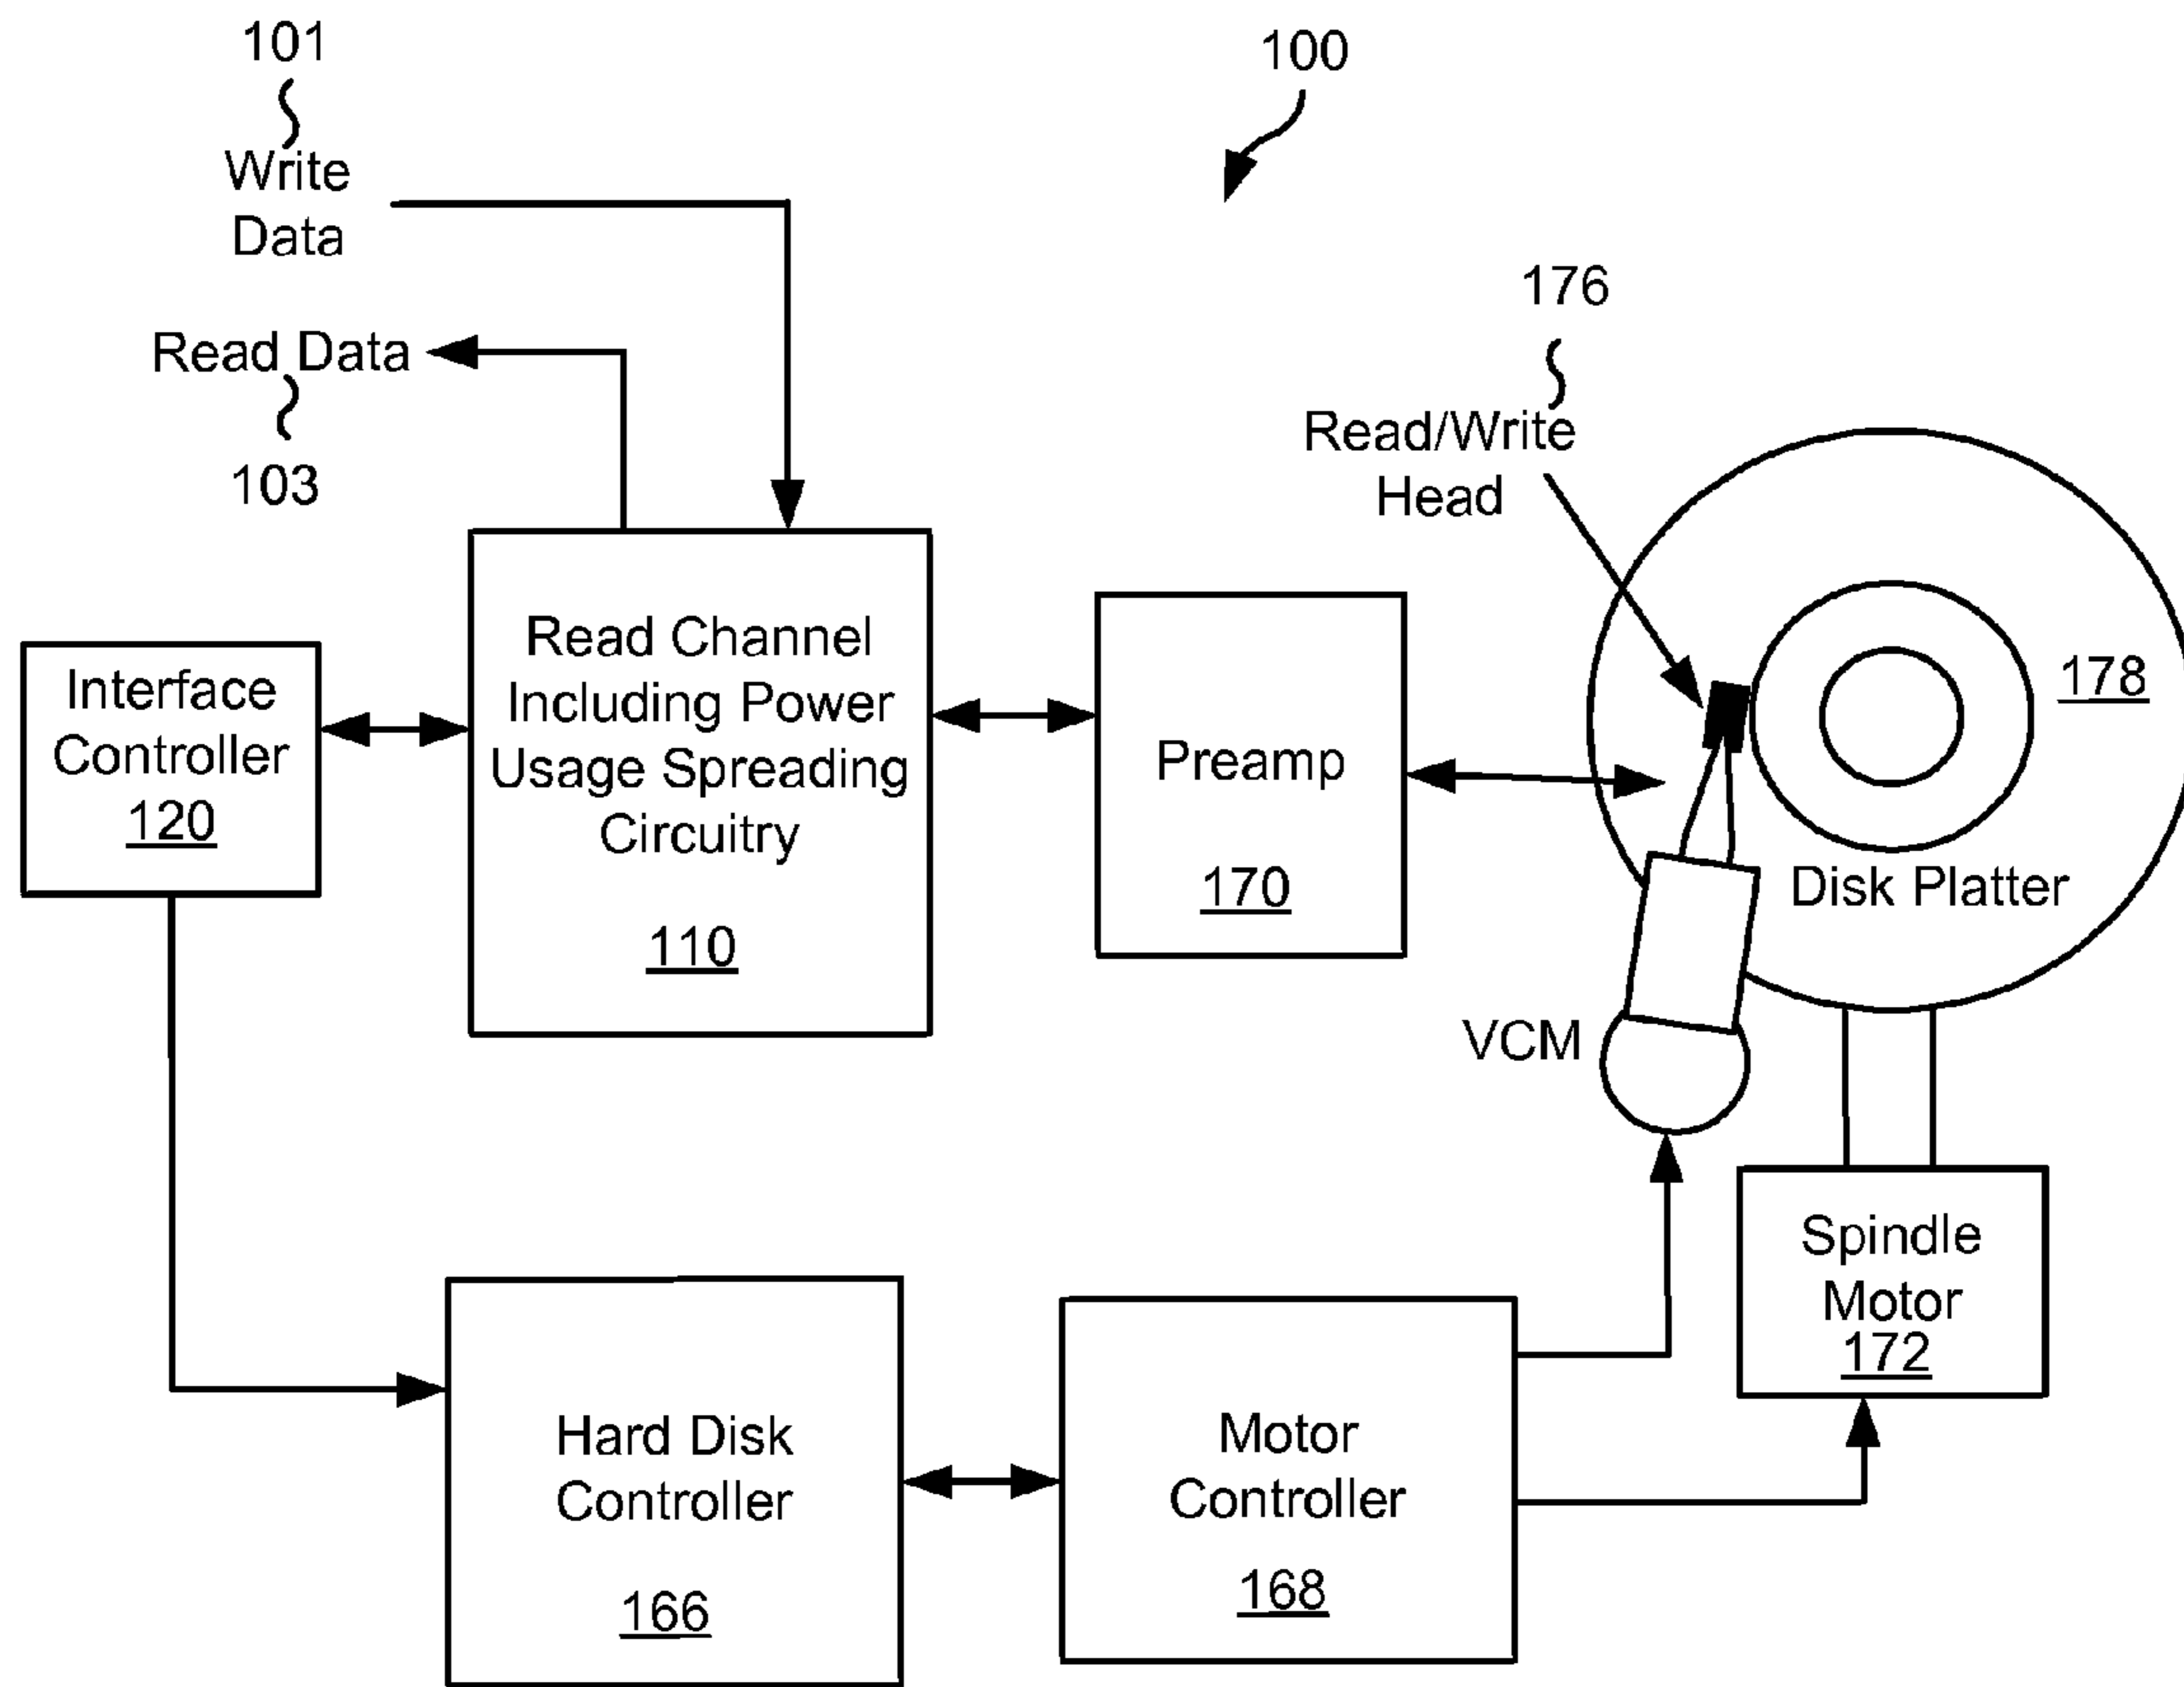 101
Write
Data
100
Read Data
103
176
Read/Write
Head
Interface
Controller
120
Read Channel
Including Power
Usage Spreading
Circuitry
110
Preamp
170
178
Disk Platter
VCM
Spindle
Motor
172
Hard Disk
Controller
166
Motor
Controller
168